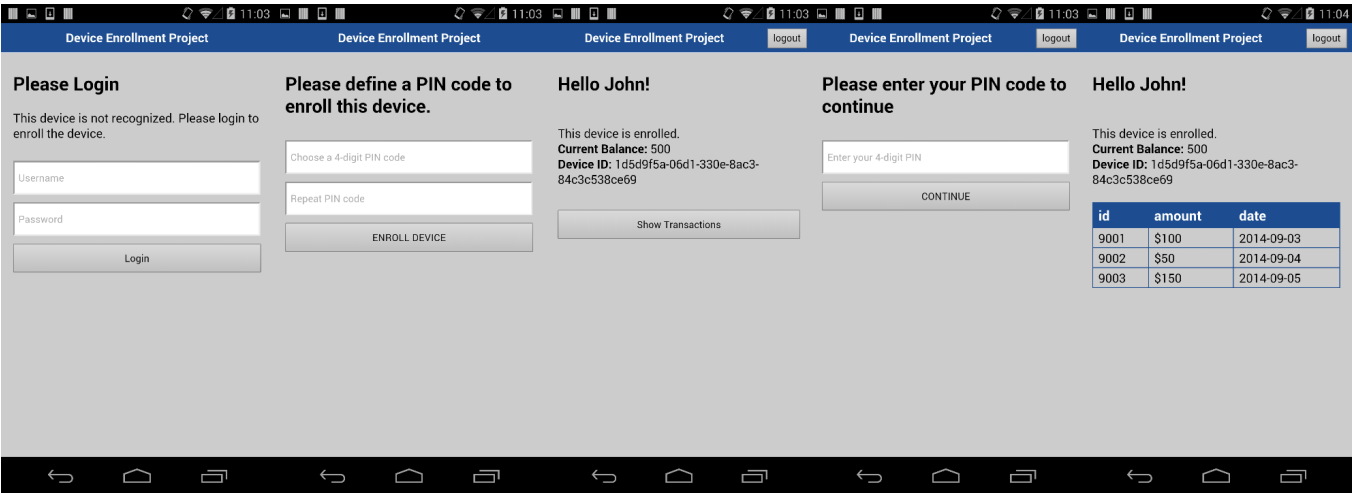 11:03
Device Enrollment Project
Please Login
This device is not recognized. Please login to
enroll the device.
Username
Password
Login
11:03
Device Enrollment Project
Please define a PIN code to
enroll this device.
Choose a 4-digit PIN code
Repeat PIN code
ENROLL DEVICE
11:03
Device Enrollment Project
logout
Hello John!
This device is enrolled.
Current Balance: 500
Device ID: 1d5d9f5a-06d1-330e-8ac3-
84c3c538ce69
Show Transactions
11:03
Device Enrollment Project
logout
Please enter your PIN code to
continue
Enter your 4-digit PIN
CONTINUE
11:04
Device Enrollment Project
logout
Hello John!
This device is enrolled.
Current Balance: 500
Device ID: 1d5d9f5a-06d1-330e-8ac3-
84c3c538ce69
id amount date
9001 $100 2014-09-03
9002 $50 2014-09-04
9003 $150 2014-09-05